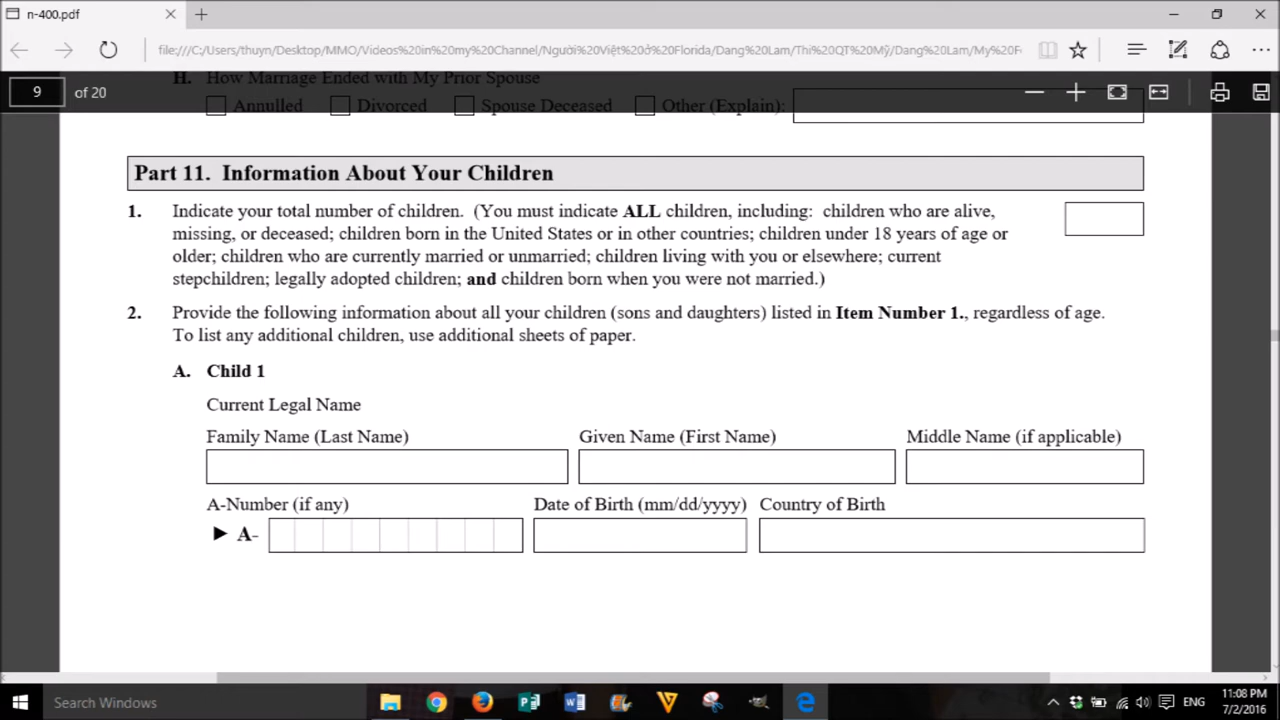 n-400.pdf
file:///C:/Users/thuyn/Desktop/MMO/Videos%20in%20my%20Channel/Người%20Việt%20ở%20Florida/Dang%20Lam/Thi%20QT%20Mỹ/Dang%20Lam/My%20F
9 of 20
H. How Marriage Ended with My Prior Spouse
Annulled Divorced Spouse Deceased Other (Explain):
Part 11. Information About Your Children
1. Indicate your total number of children. (You must indicate ALL children, including: children who are alive,
missing, or deceased; children born in the United States or in other countries; children under 18 years of age or
older; children who are currently married or unmarried; children living with you or elsewhere; current
stepchildren; legally adopted children; and children born when you were not married.)
2. Provide the following information about all your children (sons and daughters) listed in Item Number 1., regardless of age.
To list any additional children, use additional sheets of paper.
A. Child 1
Current Legal Name
Family Name (Last Name) Given Name (First Name) Middle Name (if applicable)
A-Number (if any) Date of Birth (mm/dd/yyyy) Country of Birth
► A-
Search Windows
ENG
11:08 PM
7/2/2016